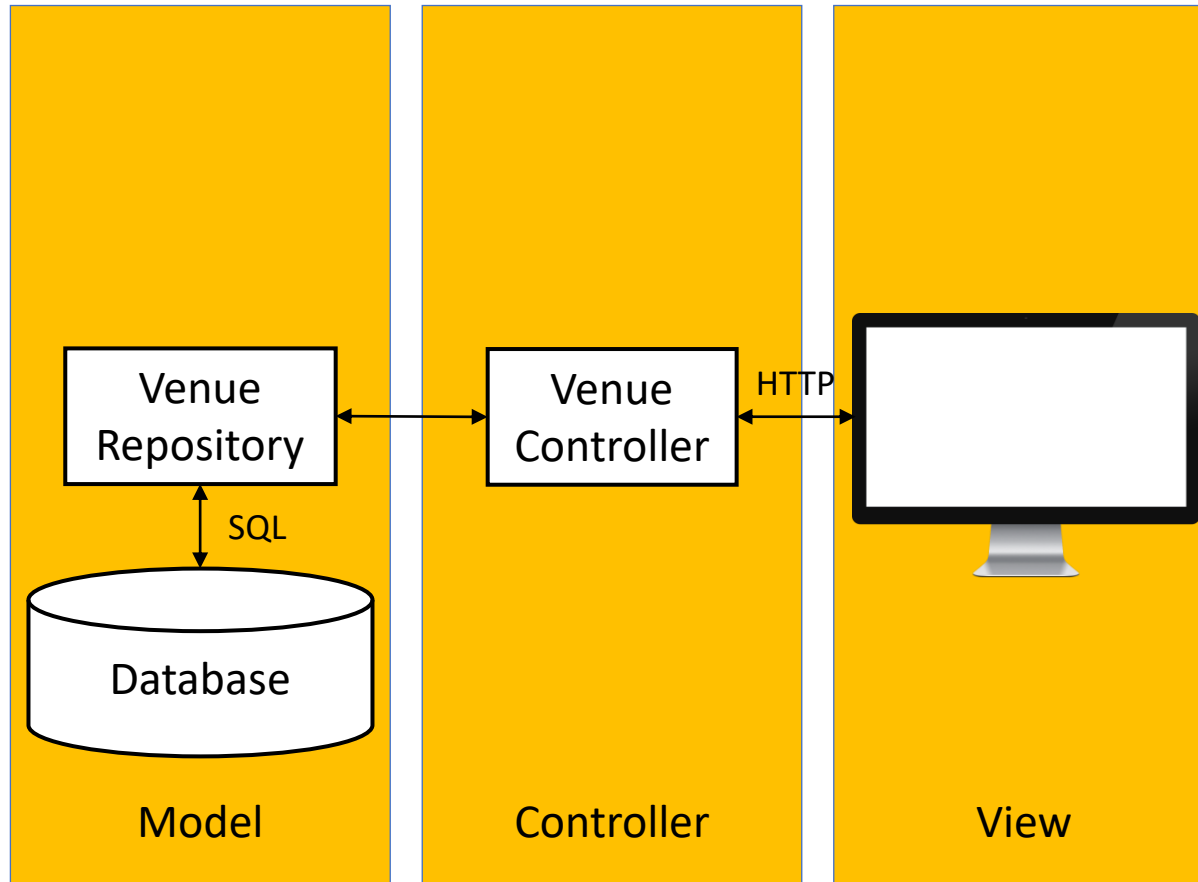 Venue
Repository
SQL
Database
Model
Venue
Controller
Controller
HTTP
View